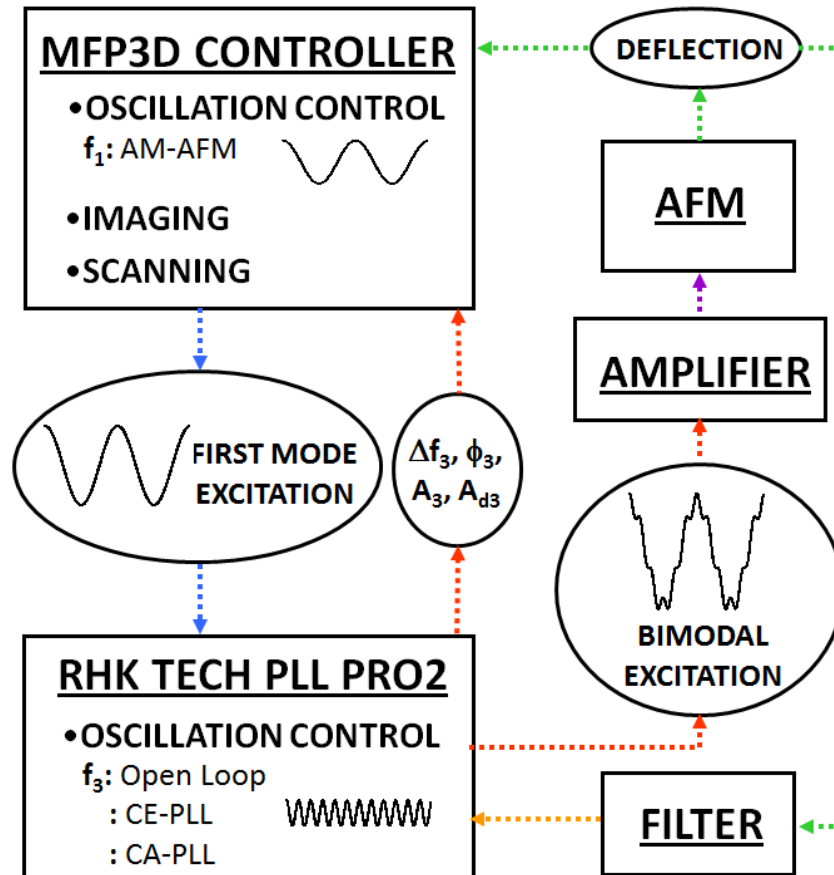 MFP3D CONTROLLER
•OSCILLATION CONTROL
f₁: AM-AFM
•IMAGING
•SCANNING
DEFLECTION
AFM
AMPLIFIER
FIRST MODE
EXCITATION
Δf₃, ϕ₃,
A₃, A_d3
BIMODAL
EXCITATION
RHK TECH PLL PRO2
•OSCILLATION CONTROL
f₃: Open Loop
: CE-PLL
: CA-PLL
FILTER